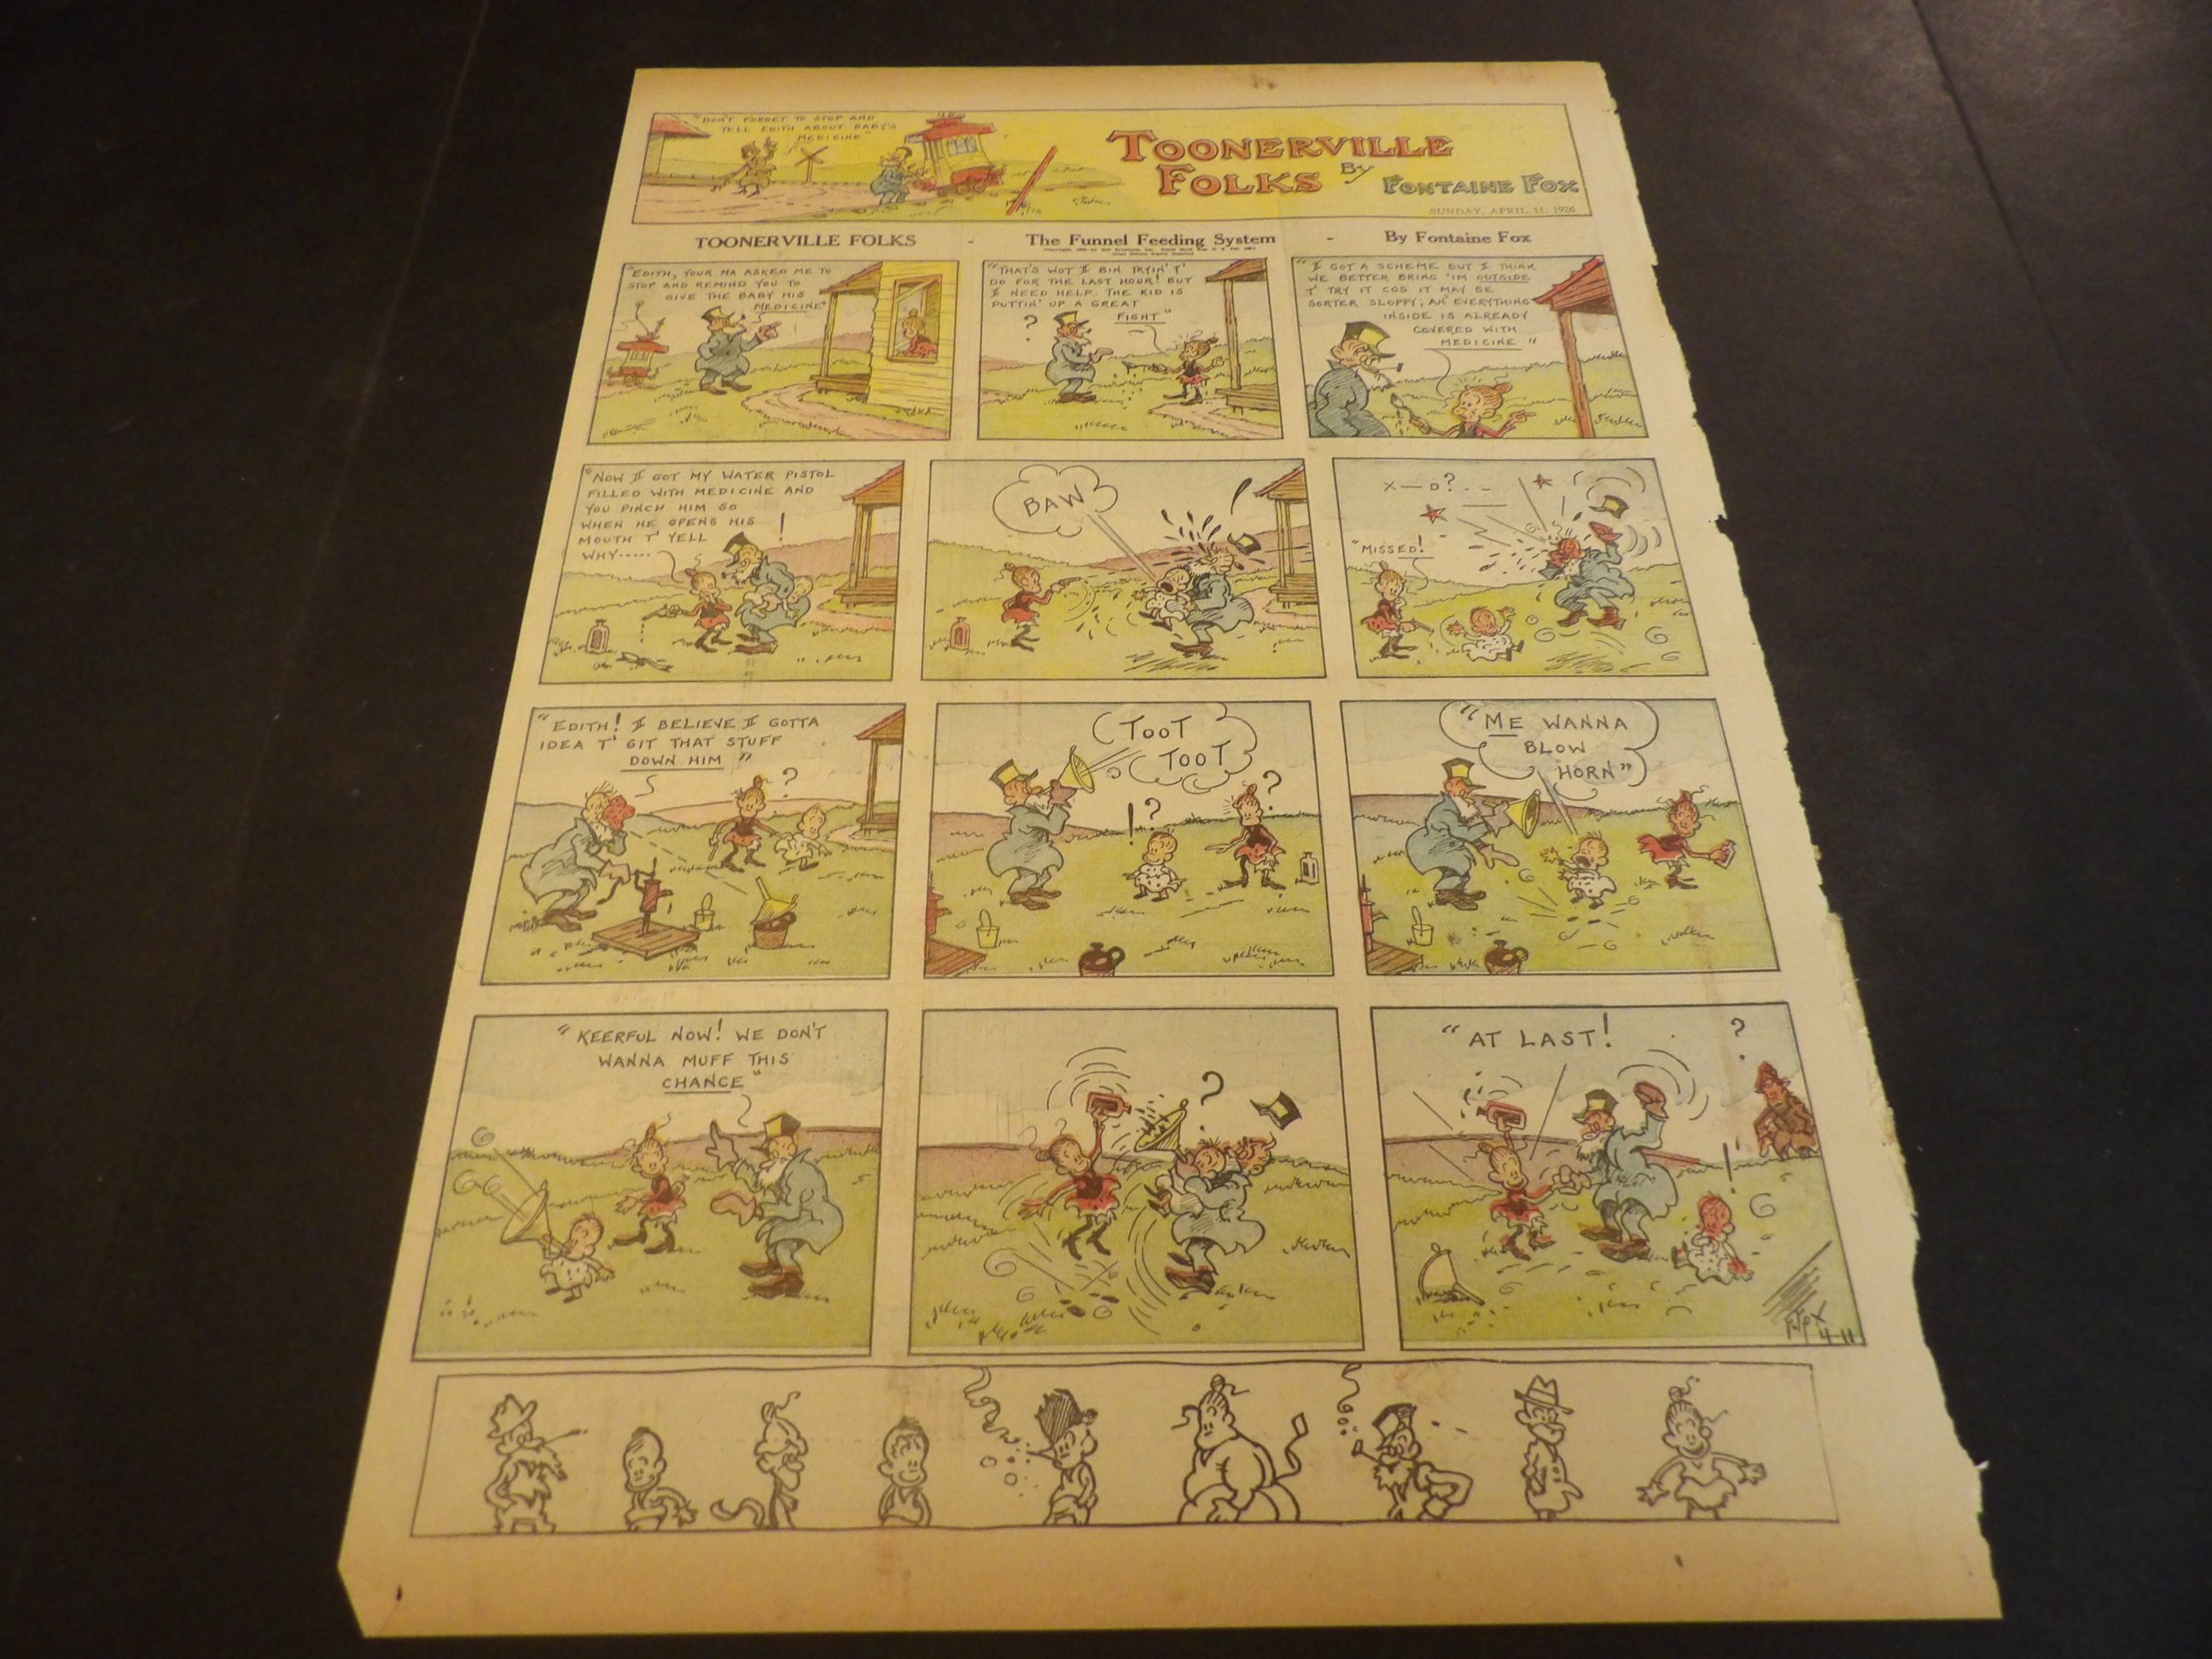 "DON'T FORGET TO STOP AND
TELL EDITH ABOUT BABY'S
MEDICINE"
TOONERVILLE
FOLKS
BY
FONTAINE FOX
SUNDAY, APRIL 11, 1926
TOONERVILLE FOLKS - The Funnel Feeding System - By Fontaine Fox
"EDITH, YOUR MA ASKED ME TO
STOP AND REMIND YOU TO
GIVE THE BABY HIS
MEDICINE"
"THAT'S WOT I BIN TRYIN' T'
DO FOR THE LAST HOUR! BUT
I NEED HELP. THE KID IS
PUTTIN' UP A GREAT
FIGHT"
?
"I GOT A SCHEME BUT I THINK
WE BETTER BRING 'IM OUTSIDE
T' TRY IT COS IT MAY BE
SORTER SLOPPY; AN' EVERYTHING
INSIDE IS ALREADY
COVERED WITH
MEDICINE"
"NOW I GOT MY WATER PISTOL
FILLED WITH MEDICINE AND
YOU PINCH HIM SO
WHEN HE OPENS HIS
MOUTH T' YELL
WHY.....
!
BAW
!
X—D?.--
"MISSED!
"EDITH! I BELIEVE I GOTTA
IDEA T' GIT THAT STUFF
DOWN HIM"
?
TOOT
TOOT
!?
?
"ME WANNA
BLOW
HORN"
"KEERFUL NOW! WE DON'T
WANNA MUFF THIS
CHANCE"
?
"AT LAST!
?
!
FOX
4-11